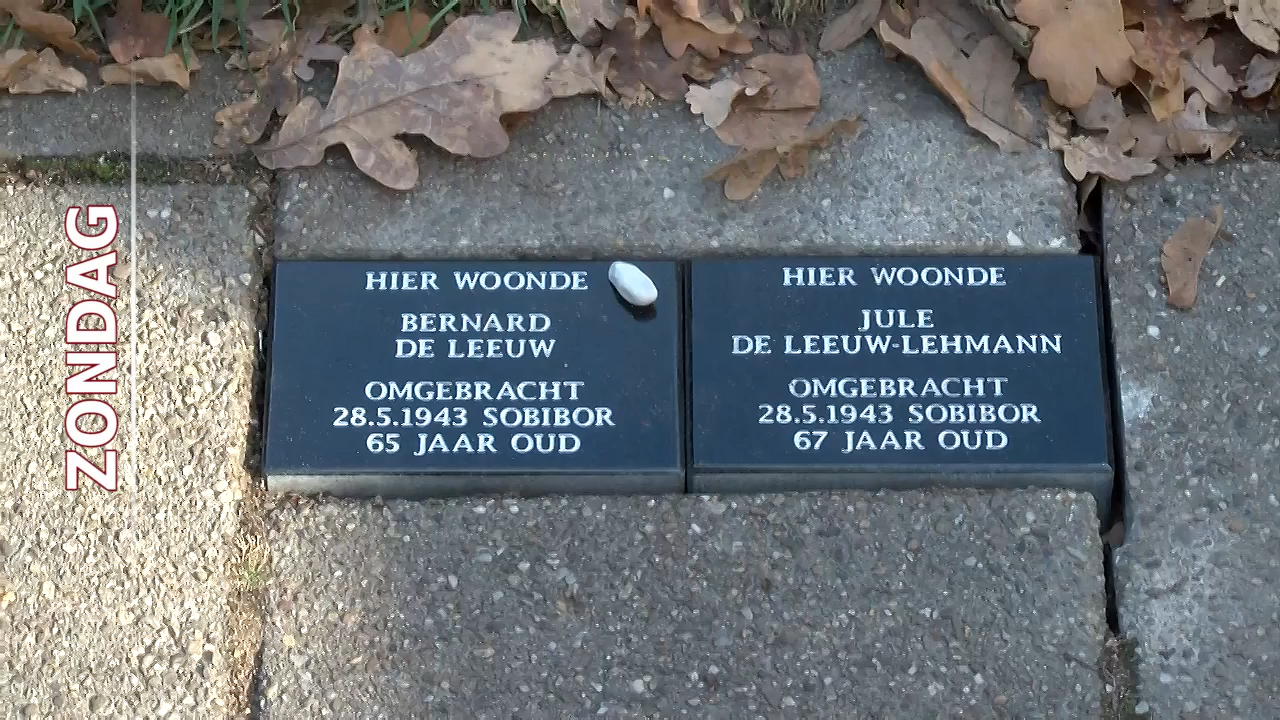 ZONDAG
HIER WOONDE
BERNARD
DE LEEUW
OMGEBRACHT
28.5.1943 SOBIBOR
65 JAAR OUD
HIER WOONDE
JULE
DE LEEUW-LEHMANN
OMGEBRACHT
28.5.1943 SOBIBOR
67 JAAR OUD